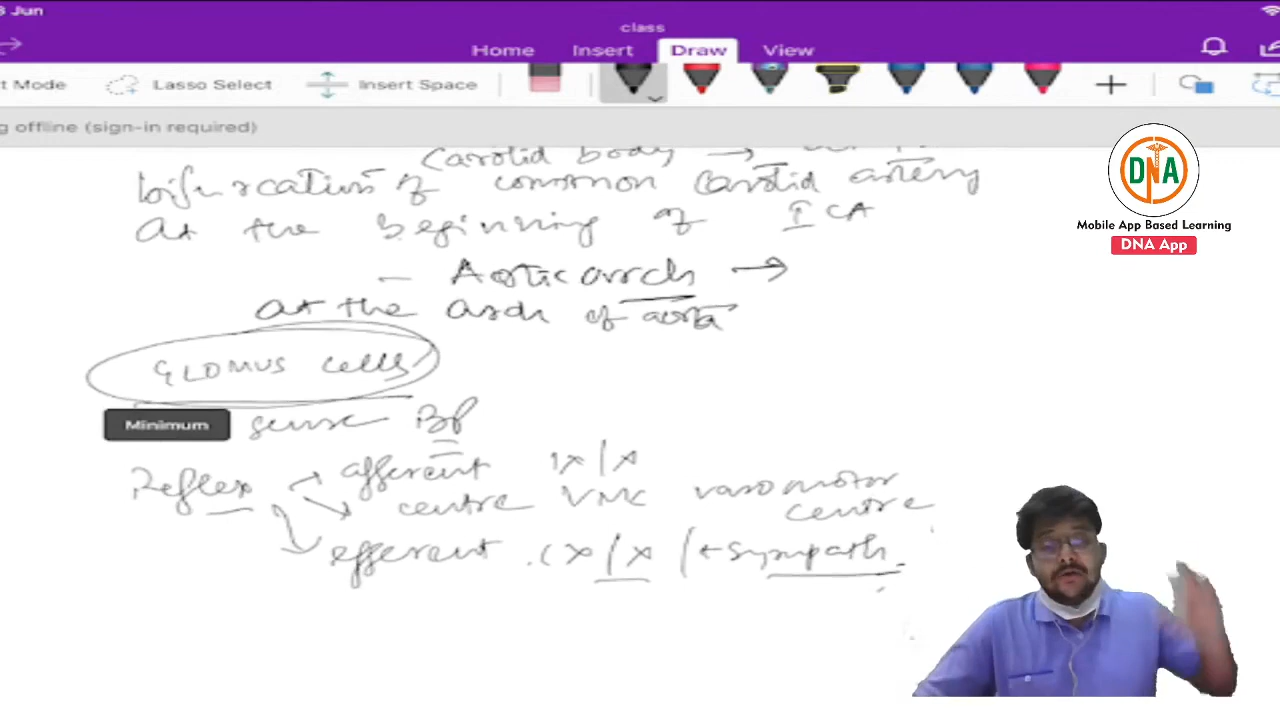 3 Jun
class
Home Insert Draw View
t Mode Lasso Select Insert Space
g offline (sign-in required)
DNA
Mobile App Based Learning
DNA App
Carotid body →
bifurcation of common carotid artery
At the beginning of ICA
- Aortic arch →
at the arch of aorta
GLOMUS cells
Minimum sense BP
Reflex afferent IX/X
centre VMC vasomotor
centre
efferent IX/X/+ sympath